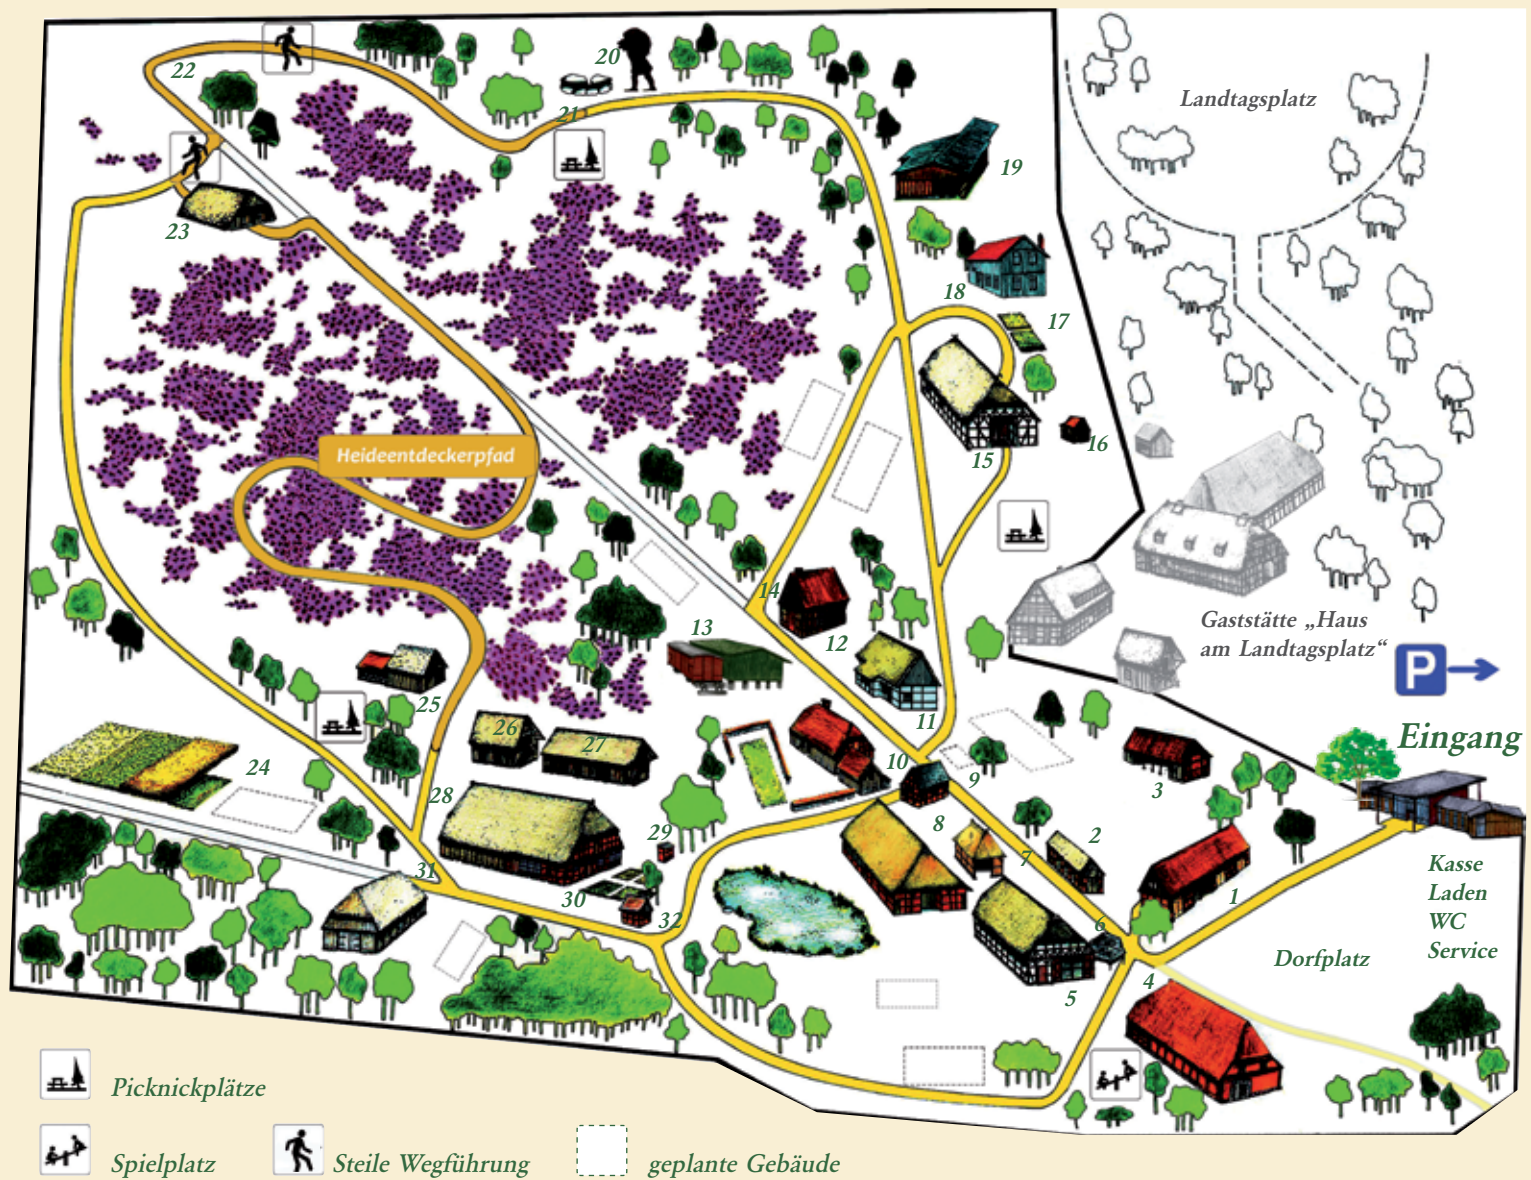 22
20
21
Landtagsplatz
19
23
18
17
Heideentdeckerpfad
15
16
14
12
13
Gaststätte „Haus
am Landtagsplatz“
P
25
26
27
11
Eingang
24
10
9
3
28
8
7
2
29
Kasse
Laden
WC
Service
31
30
32
6
1
Dorfplatz
5
4
Picknickplätze
Spielplatz
Steile Wegführung
geplante Gebäude